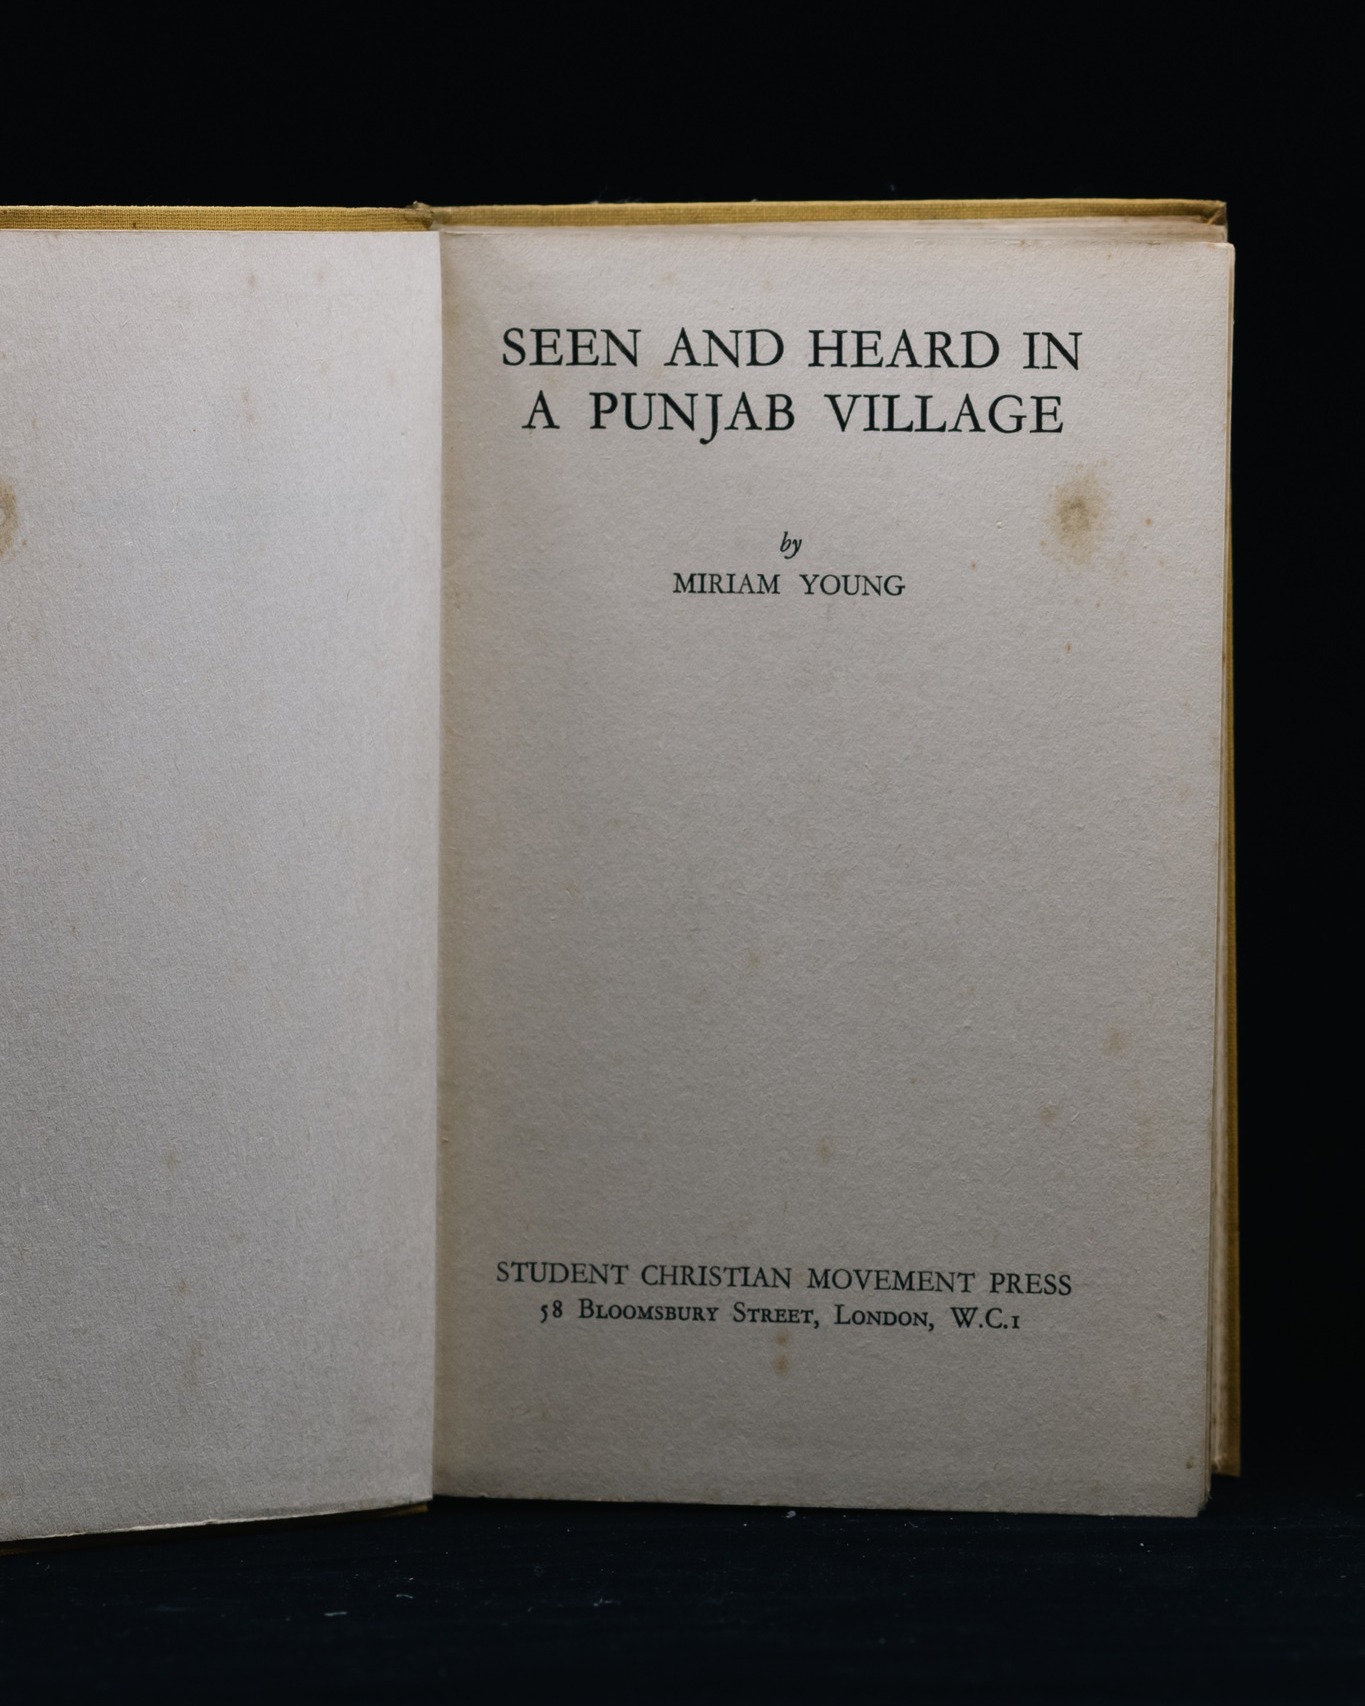 SEEN AND HEARD IN
A PUNJAB VILLAGE
by
MIRIAM YOUNG
STUDENT CHRISTIAN MOVEMENT PRESS
58 BLOOMSBURY STREET, LONDON, W.C.1